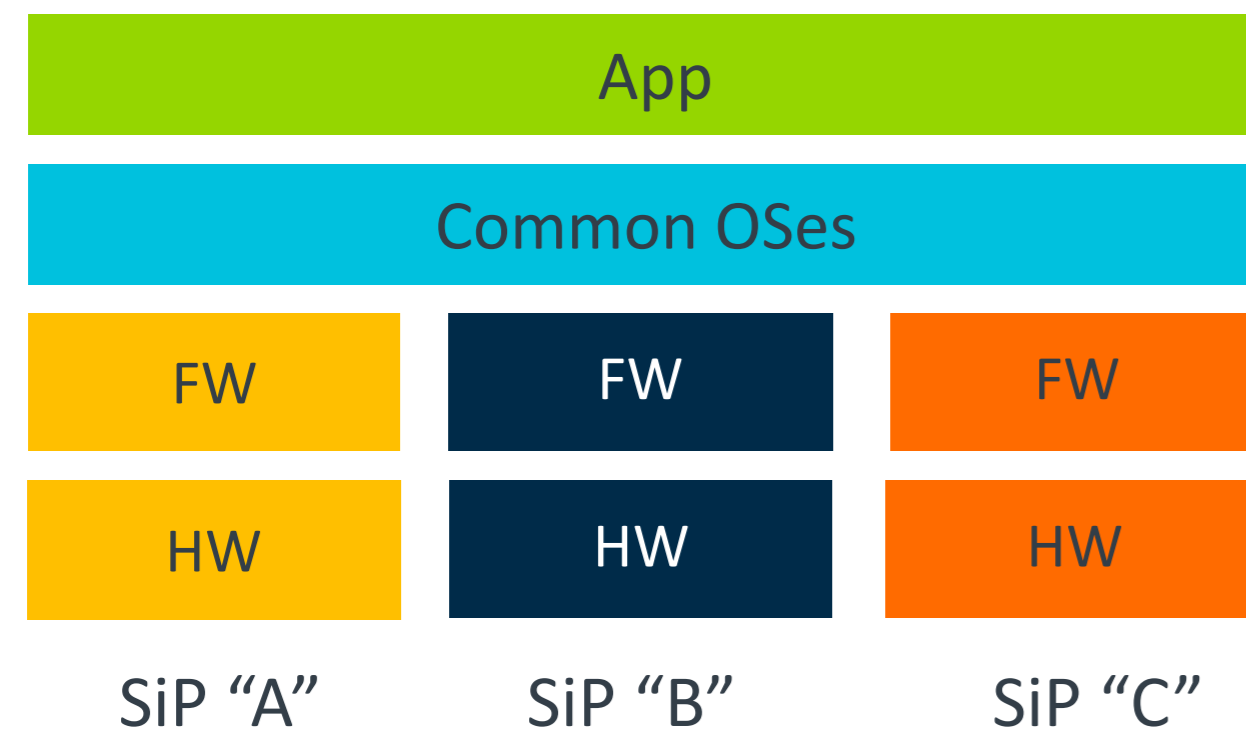 App
Common OSes
FW FW FW
HW HW HW
SiP “A” SiP “B” SiP “C”